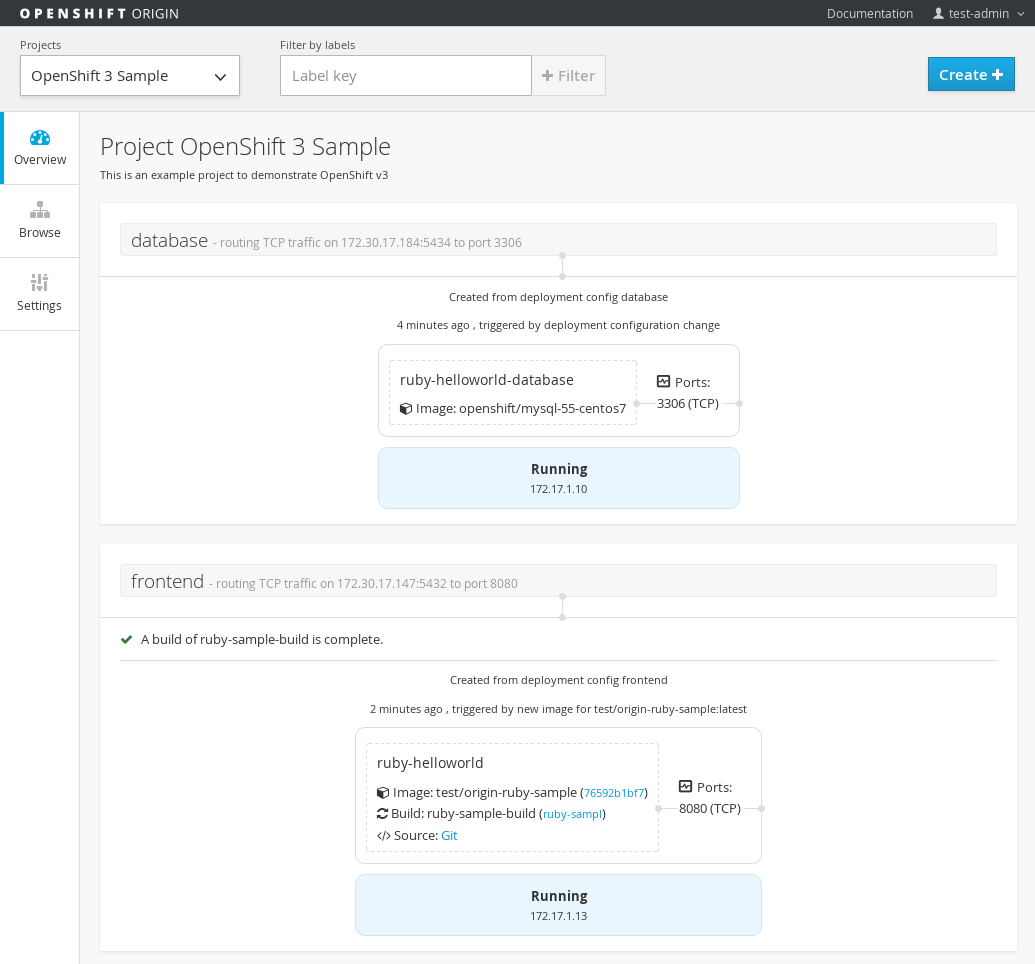 OPENSHIFT ORIGIN
Documentation
test-admin
Projects
Filter by labels
OpenShift 3 Sample
Label key
Filter
Create
Overview
Browse
Settings
Project OpenShift 3 Sample
This is an example project to demonstrate OpenShift v3
database - routing TCP traffic on 172.30.17.184:5434 to port 3306
Created from deployment config database
4 minutes ago , triggered by deployment configuration change
ruby-helloworld-database
Image: openshift/mysql-55-centos7
Ports:
3306 (TCP)
Running
172.17.1.10
frontend - routing TCP traffic on 172.30.17.147:5432 to port 8080
A build of ruby-sample-build is complete.
Created from deployment config frontend
2 minutes ago , triggered by new image for test/origin-ruby-sample:latest
ruby-helloworld
Image: test/origin-ruby-sample (76592b1bf7)
Build: ruby-sample-build (ruby-sampl)
Source: Git
Ports:
8080 (TCP)
Running
172.17.1.13